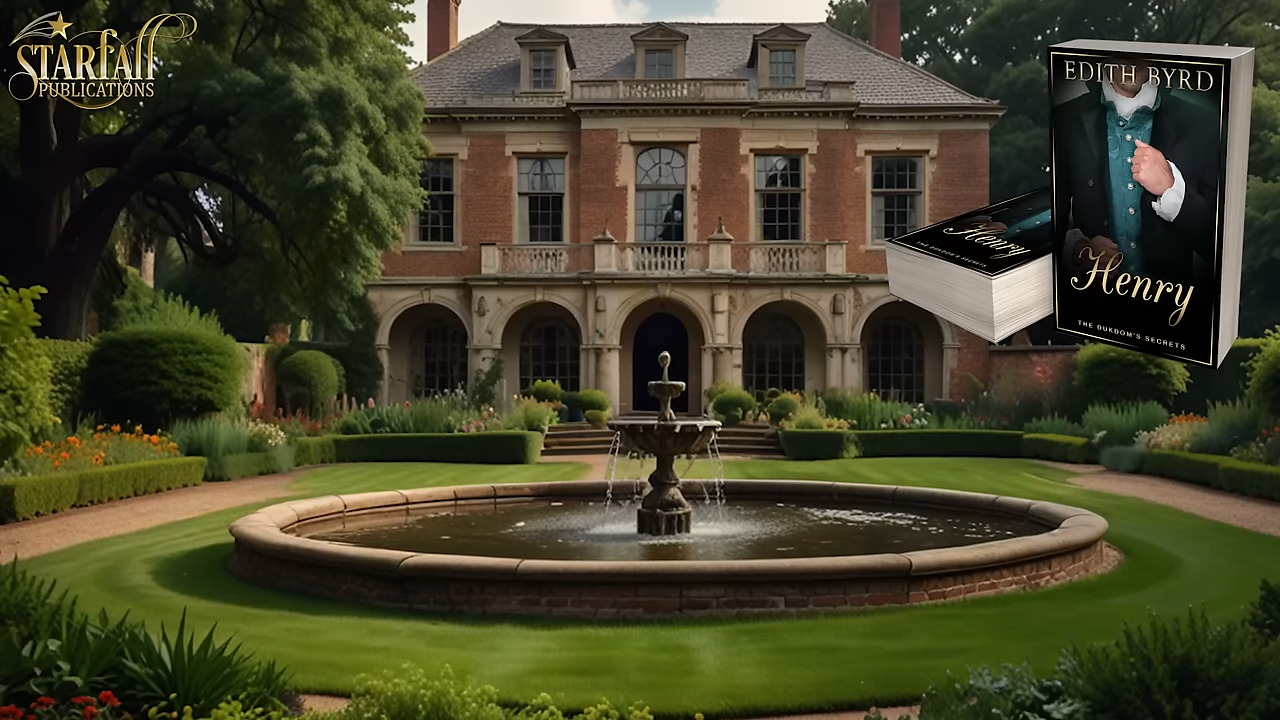 STARfall
PUBLICATIONS
EDITH BYRD
Henry
THE DUKDOM'S SECRETS
Henry
THE DUKDOM'S SECRETS